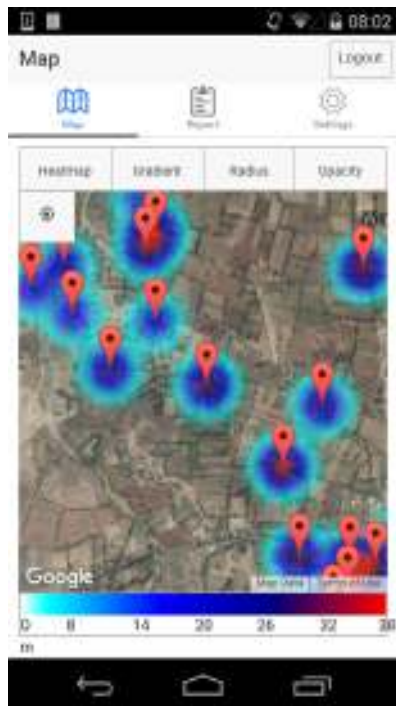 08:02
Map
Logout
Map Report Settings
Heatmap Gradient Radius Opacity
Google
Map Data Terms of Use
0 8 14 20 26 32 38
m